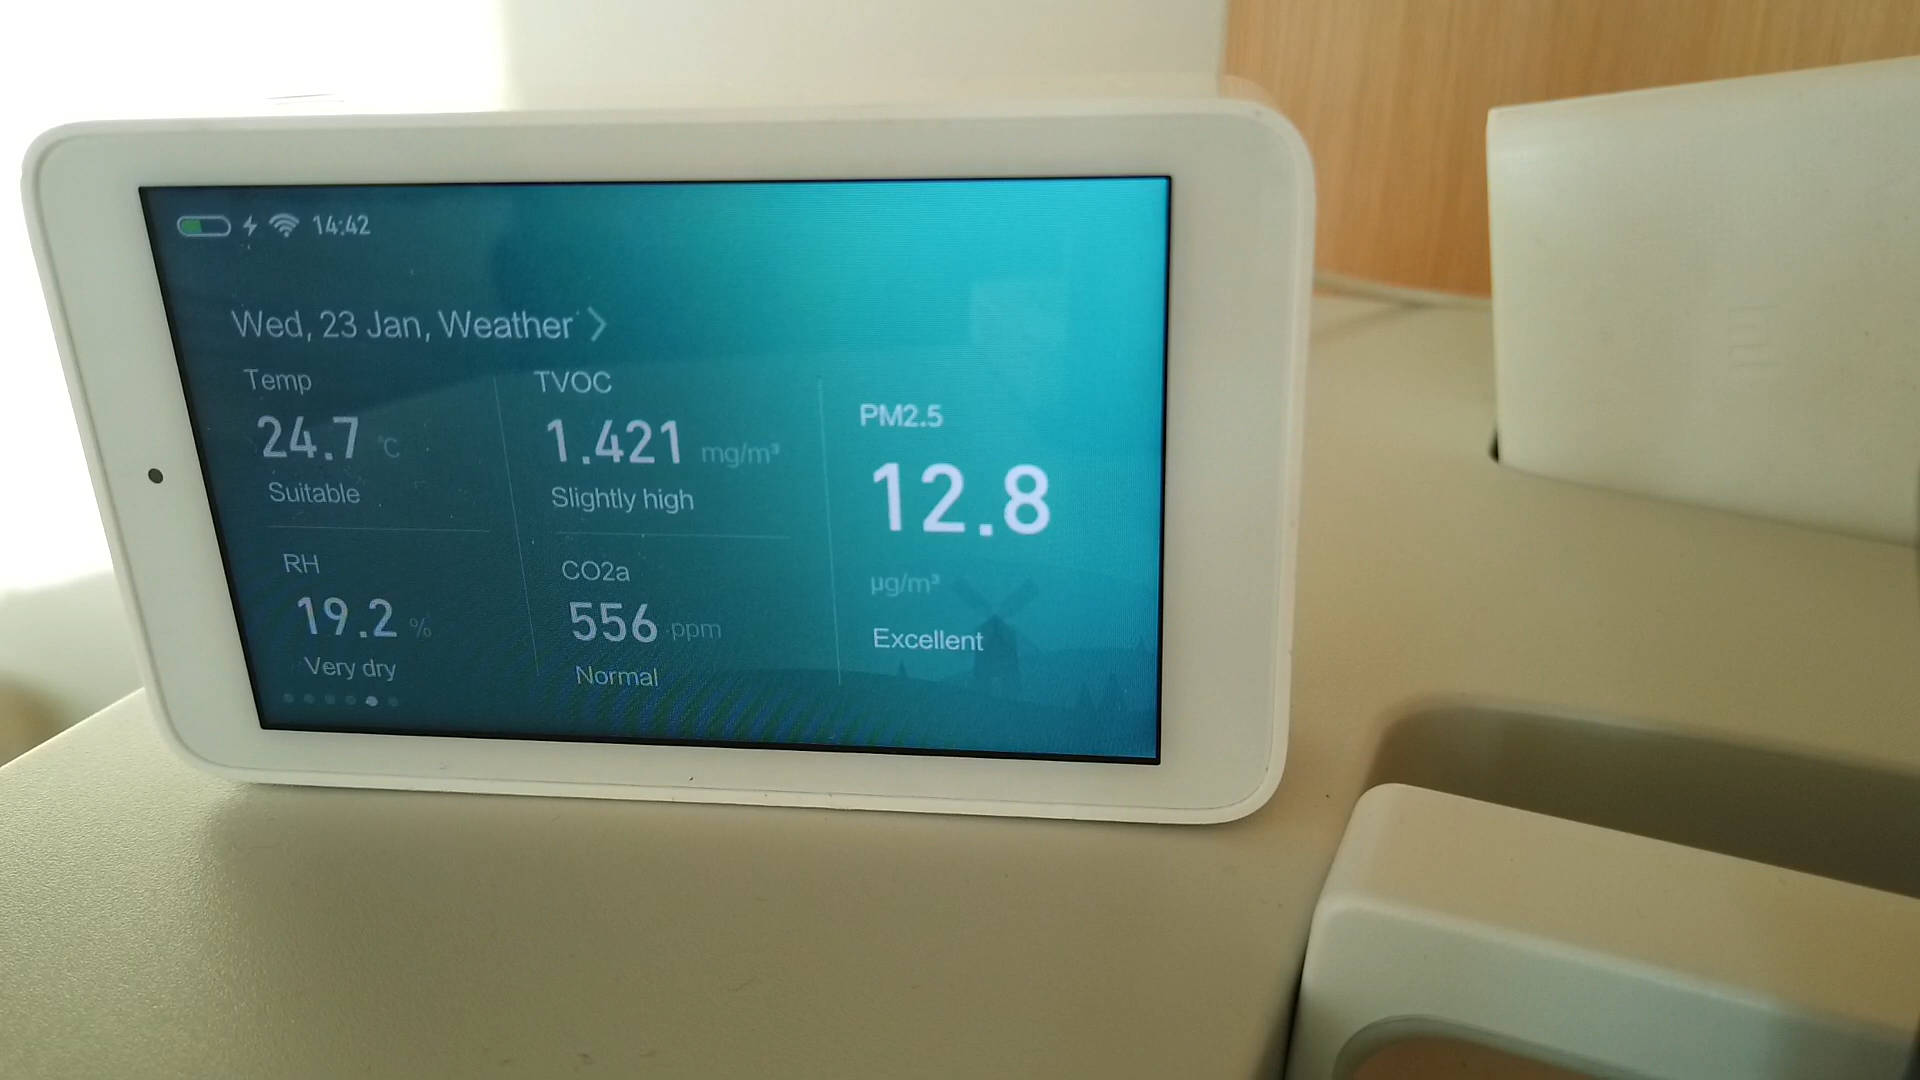 14:42
Wed, 23 Jan, Weather >
Temp
24.7 °C
Suitable
TVOC
1.421 mg/m³
Slightly high
PM2.5
12.8
µg/m³
Excellent
RH
19.2 %
Very dry
CO2a
556 ppm
Normal